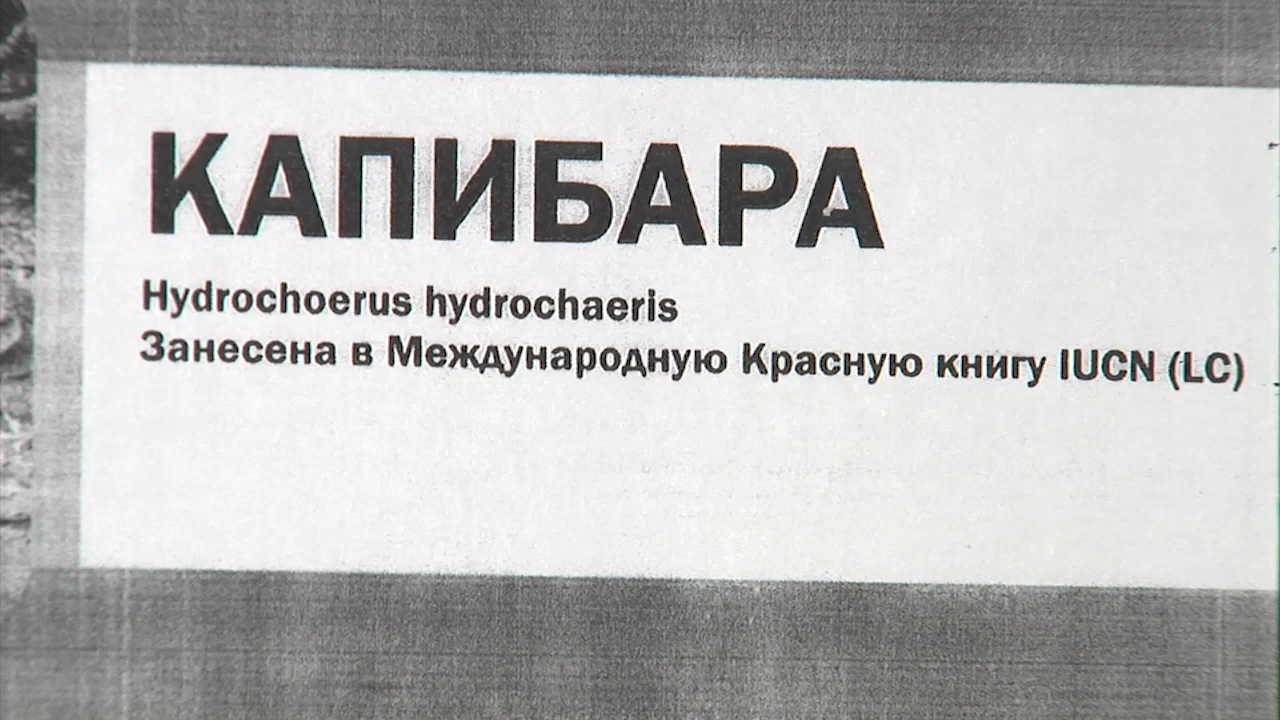 КАПИБАРА
Hydrochoerus hydrochaeris
Занесена в Международную Красную книгу IUCN (LC)